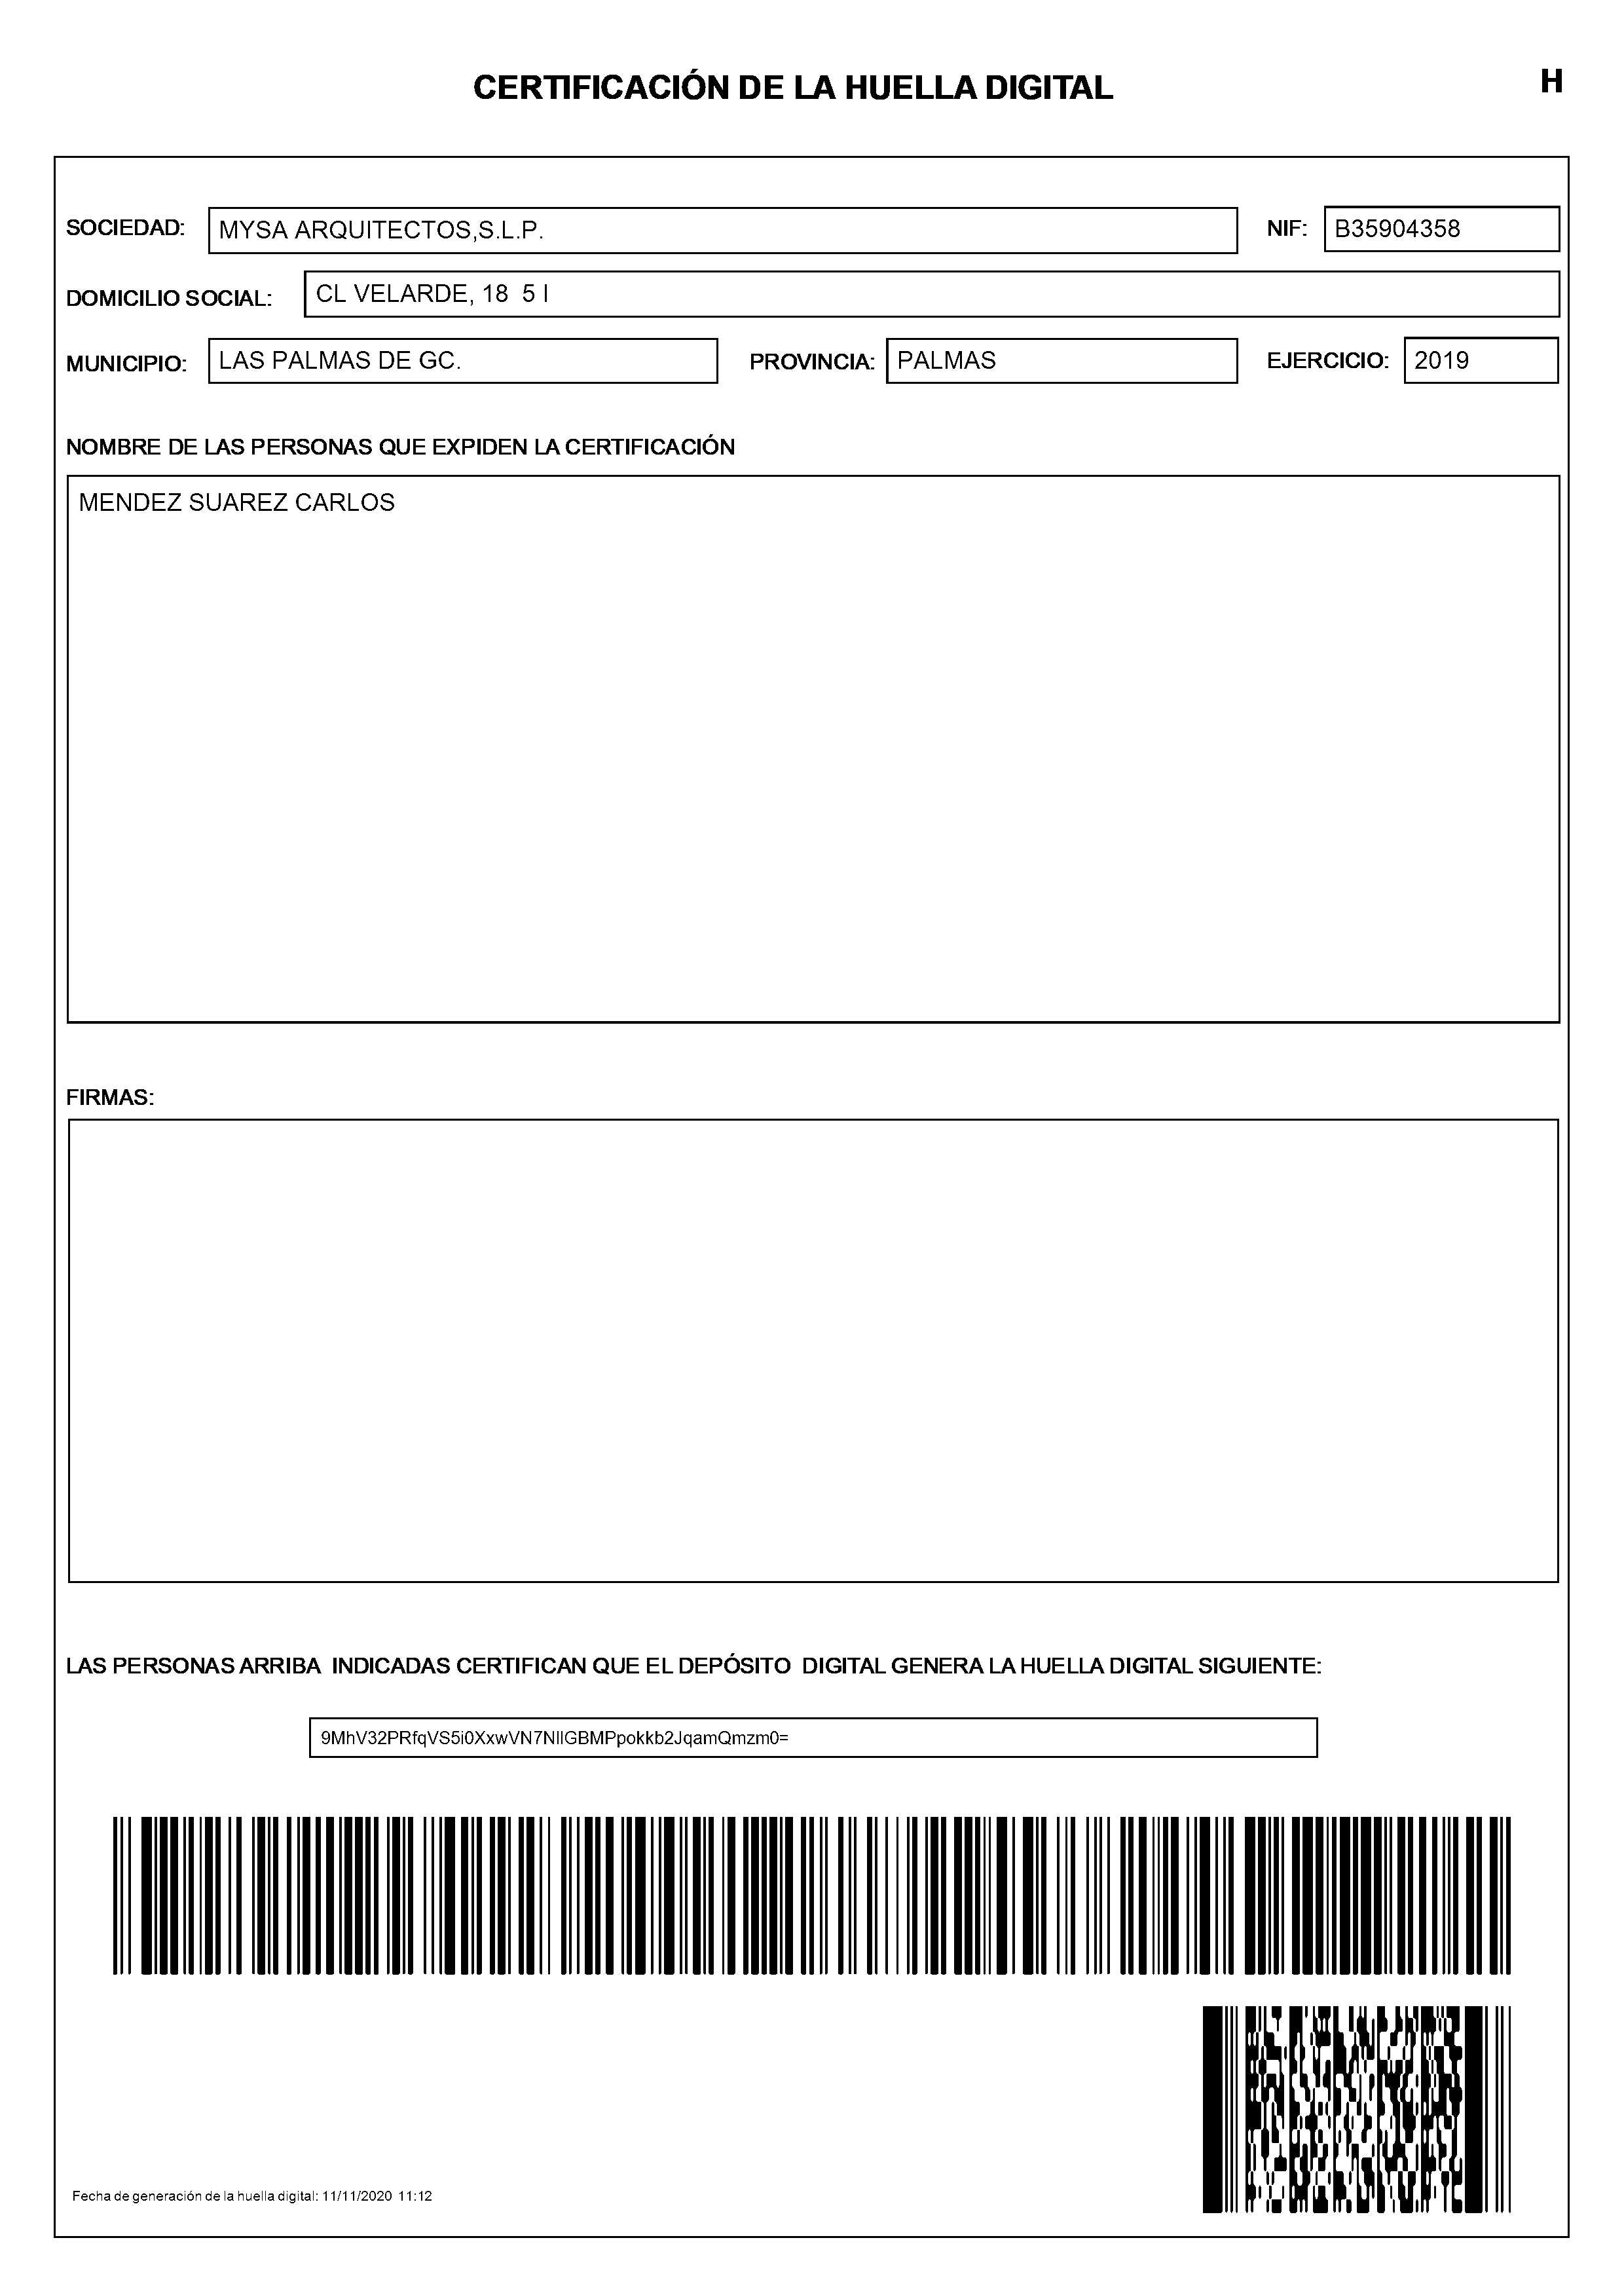 CERTIFICACIÓN DE LA HUELLA DIGITAL
H
SOCIEDAD: MYSA ARQUITECTOS,S.L.P. NIF: B35904358
DOMICILIO SOCIAL: CL VELARDE, 18 5 I
MUNICIPIO: LAS PALMAS DE GC. PROVINCIA: PALMAS EJERCICIO: 2019
NOMBRE DE LAS PERSONAS QUE EXPIDEN LA CERTIFICACIÓN
MENDEZ SUAREZ CARLOS
FIRMAS:
LAS PERSONAS ARRIBA INDICADAS CERTIFICAN QUE EL DEPÓSITO DIGITAL GENERA LA HUELLA DIGITAL SIGUIENTE:
9MhV32PRfqVS5i0XxwVN7NIlGBMPpokkb2JqamQmzm0=
Fecha de generación de la huella digital: 11/11/2020 11:12